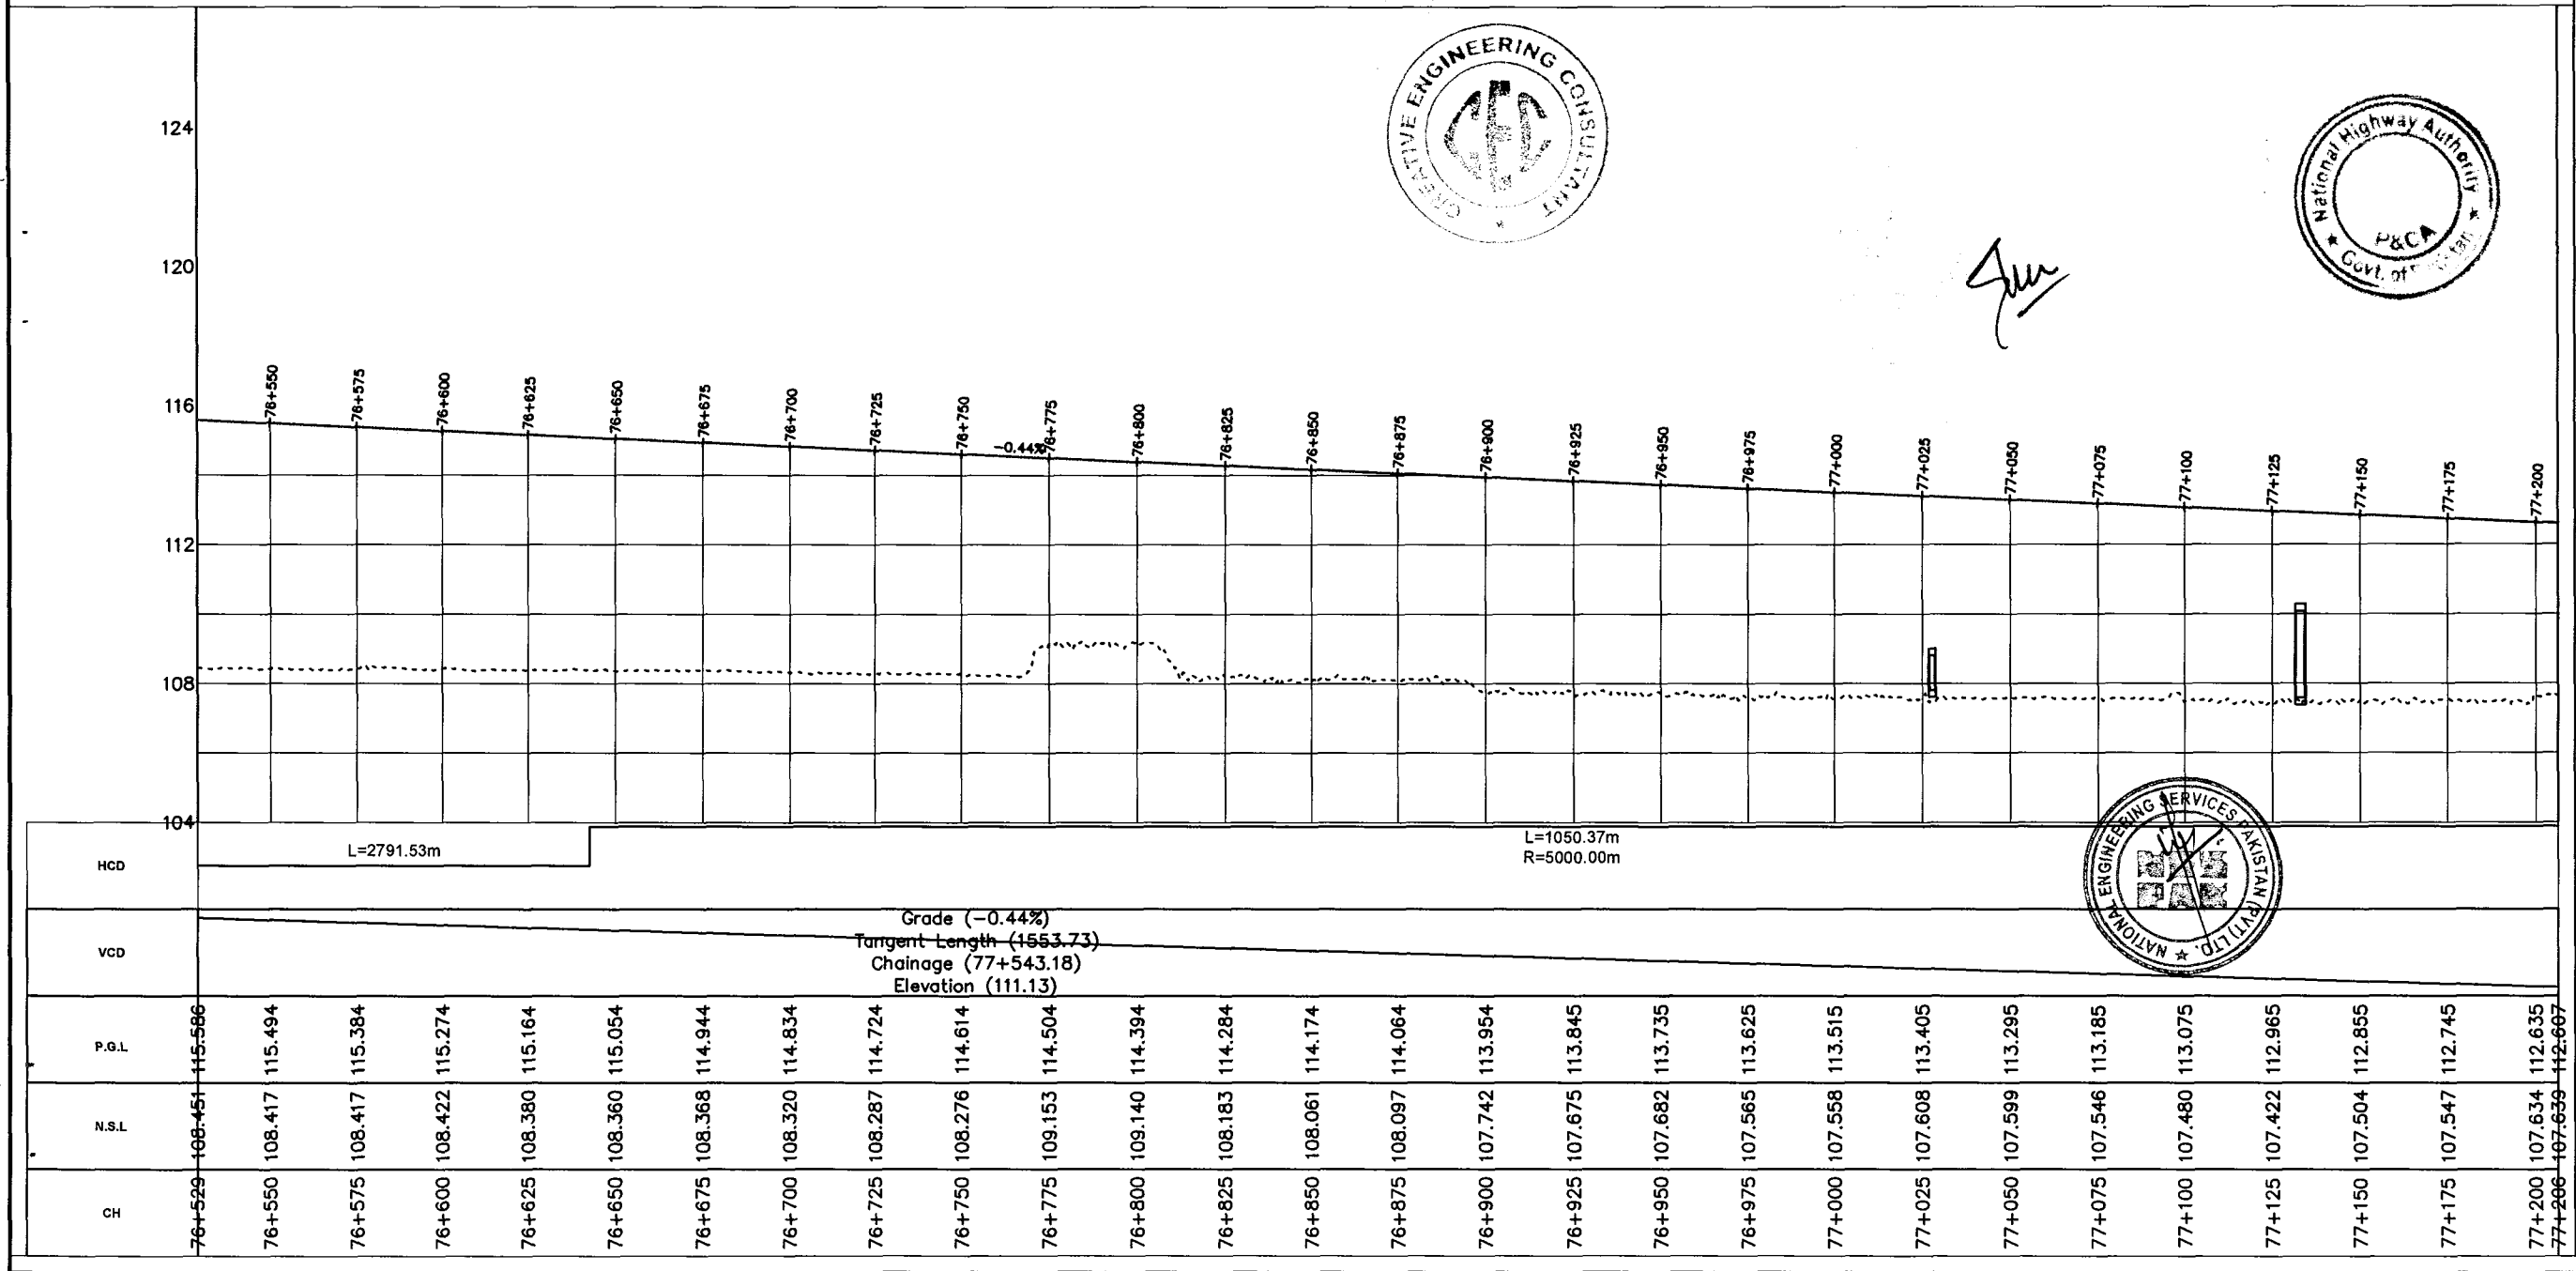 CREATIVE ENGINEERING CONSULTANT
National Highway Authority
P&CA
Govt. of
124
120
116
112
108
104
76+550
76+575
76+600
76+625
76+650
76+675
76+700
76+725
76+750
76+775
76+800
76+825
76+850
76+875
76+900
76+925
76+950
76+975
77+000
77+025
77+050
77+075
77+100
77+125
77+150
77+175
77+200
-0.44%
HCD
L=2791.53m
L=1050.37m
R=5000.00m
NATIONAL ENGINEERING SERVICES PAKISTAN (PVT) LTD.
VCD
Grade (-0.44%)
Tangent Length (1553.73)
Chainage (77+543.18)
Elevation (111.13)
P.G.L 115.586 115.494 115.384 115.274 115.164 115.054 114.944 114.834 114.724 114.614 114.504 114.394 114.284 114.174 114.064 113.954 113.845 113.735 113.625 113.515 113.405 113.295 113.185 113.075 112.965 112.855 112.745 112.635 112.607
N.S.L 108.451 108.417 108.417 108.422 108.380 108.360 108.368 108.320 108.287 108.276 109.153 109.140 108.183 108.061 108.097 107.742 107.675 107.682 107.565 107.558 107.608 107.599 107.546 107.480 107.422 107.504 107.547 107.634 107.639
CH 76+529 76+550 76+575 76+600 76+625 76+650 76+675 76+700 76+725 76+750 76+775 76+800 76+825 76+850 76+875 76+900 76+925 76+950 76+975 77+000 77+025 77+050 77+075 77+100 77+125 77+150 77+175 77+200 77+206